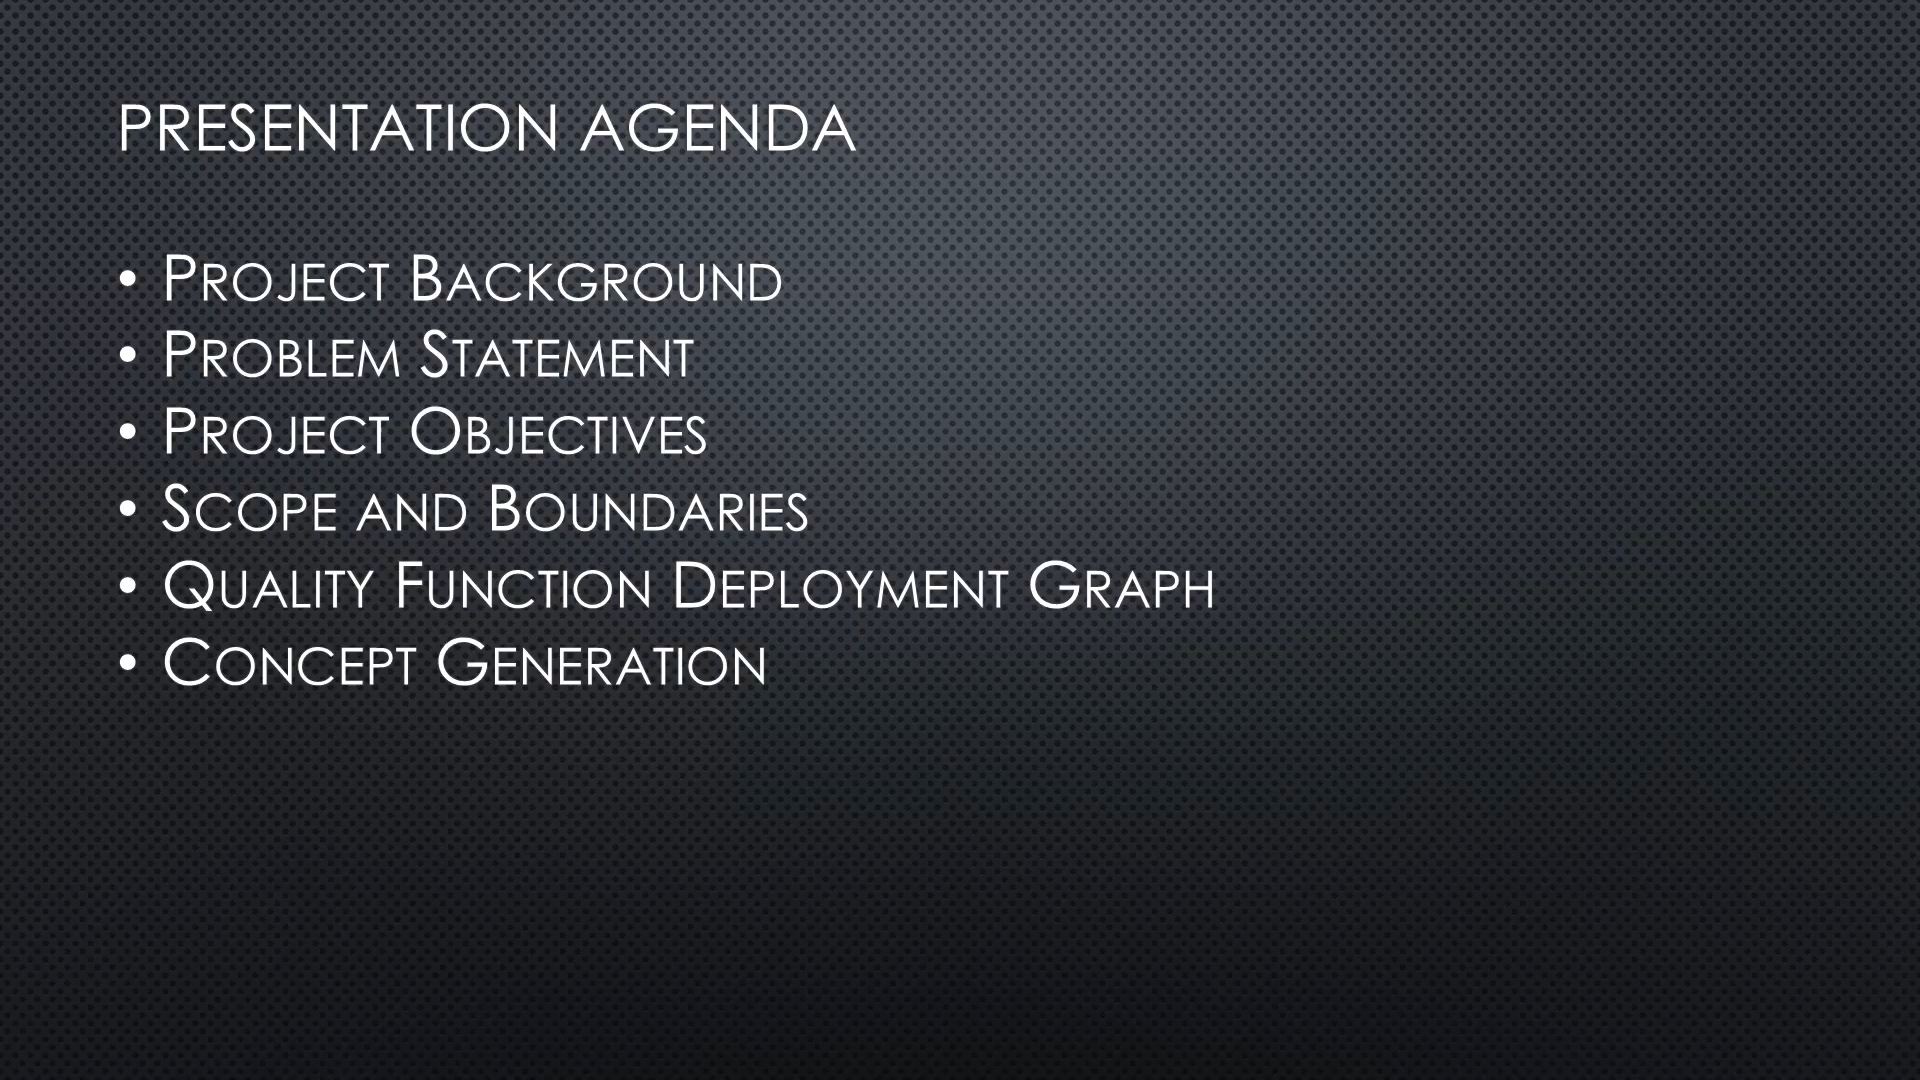 PRESENTATION AGENDA
• Project Background
• Problem Statement
• Project Objectives
• Scope and Boundaries
• Quality Function Deployment Graph
• Concept Generation